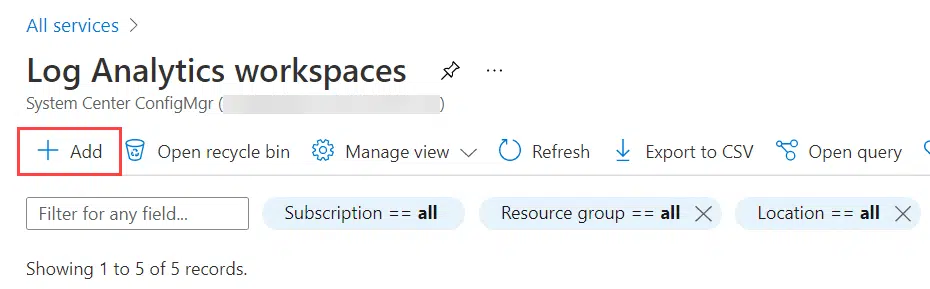 All services
Log Analytics workspaces
System Center ConfigMgr ( )
Add Open recycle bin Manage view Refresh Export to CSV Open query
Filter for any field... Subscription == all Resource group == all Location == all
Showing 1 to 5 of 5 records.